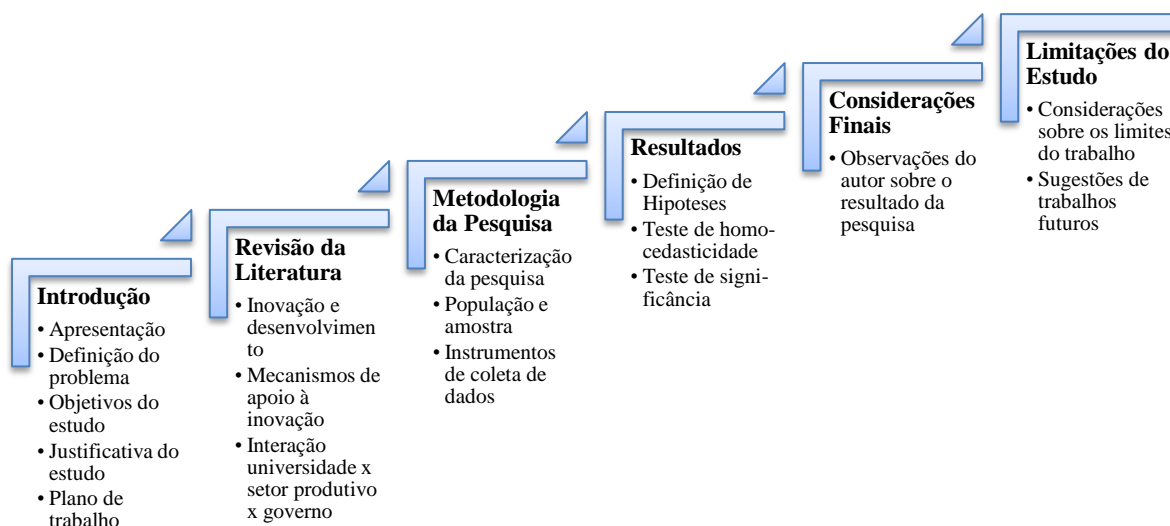 Introdução
• Apresentação
• Definição do
problema
• Objetivos do
estudo
• Justificativa do
estudo
• Plano de
trabalho
Revisão da
Literatura
• Inovação e
desenvolvimen
to
• Mecanismos de
apoio à
inovação
• Interação
universidade x
setor produtivo
x governo
Metodologia
da Pesquisa
• Caracterização
da pesquisa
• População e
amostra
• Instrumentos
de coleta de
dados
Resultados
• Definição de
Hipoteses
• Teste de homo-
cedasticidade
• Teste de signi-
ficância
Considerações
Finais
• Observações do
autor sobre o
resultado da
pesquisa
Limitações do
Estudo
• Considerações
sobre os limites
do trabalho
• Sugestões de
trabalhos
futuros